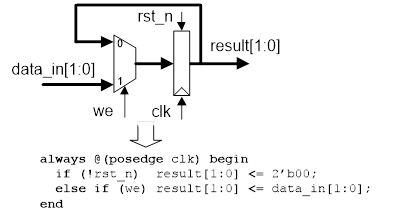 rst_n
0
result[1:0]
data_in[1:0]
1
we
clk
always @(posedge clk) begin
if (!rst_n) result[1:0] <= 2'b00;
else if (we) result[1:0] <= data_in[1:0];
end